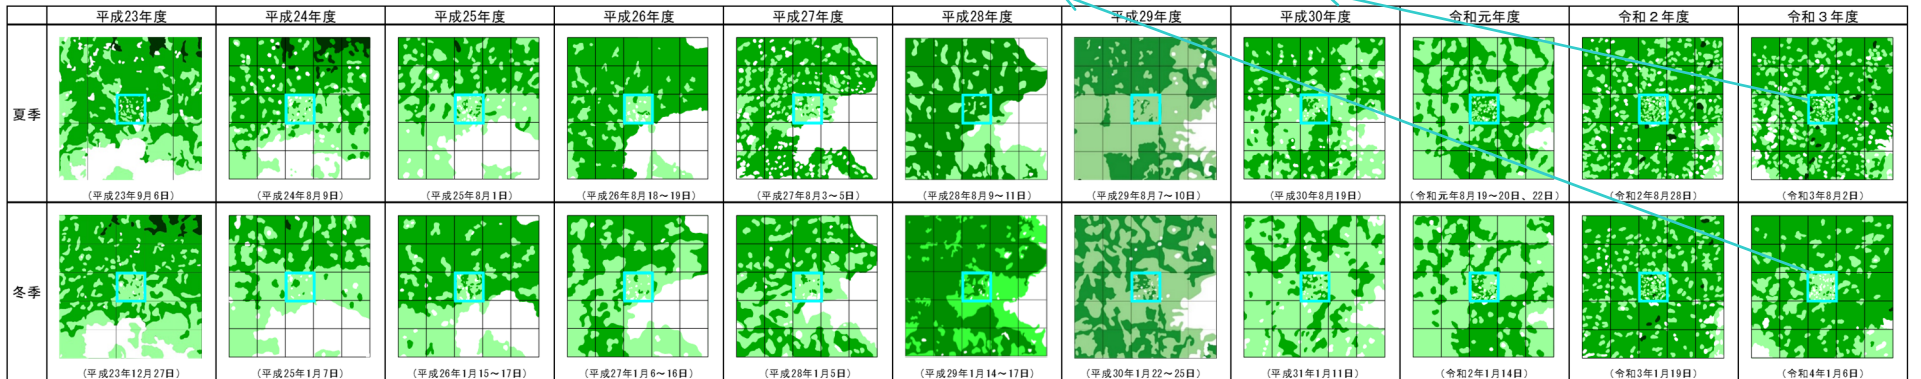 平成23年度 平成24年度 平成25年度 平成26年度 平成27年度 平成28年度 平成29年度 平成30年度 令和元年度 令和２年度 令和３年度
夏季
(平成23年9月6日) (平成24年8月9日) (平成25年8月1日) (平成26年8月18～19日) (平成27年8月3～5日) (平成28年8月9～11日) (平成29年8月7～10日) (平成30年8月19日) (令和元年8月19～20日、22日) (令和2年8月28日) (令和3年8月2日)
冬季
(平成23年12月27日) (平成25年1月7日) (平成26年1月15～17日) (平成27年1月6～16日) (平成28年1月5日) (平成29年1月14～17日) (平成30年1月22～25日) (平成31年1月11日) (令和2年1月14日) (令和3年1月19日) (令和4年1月6日)